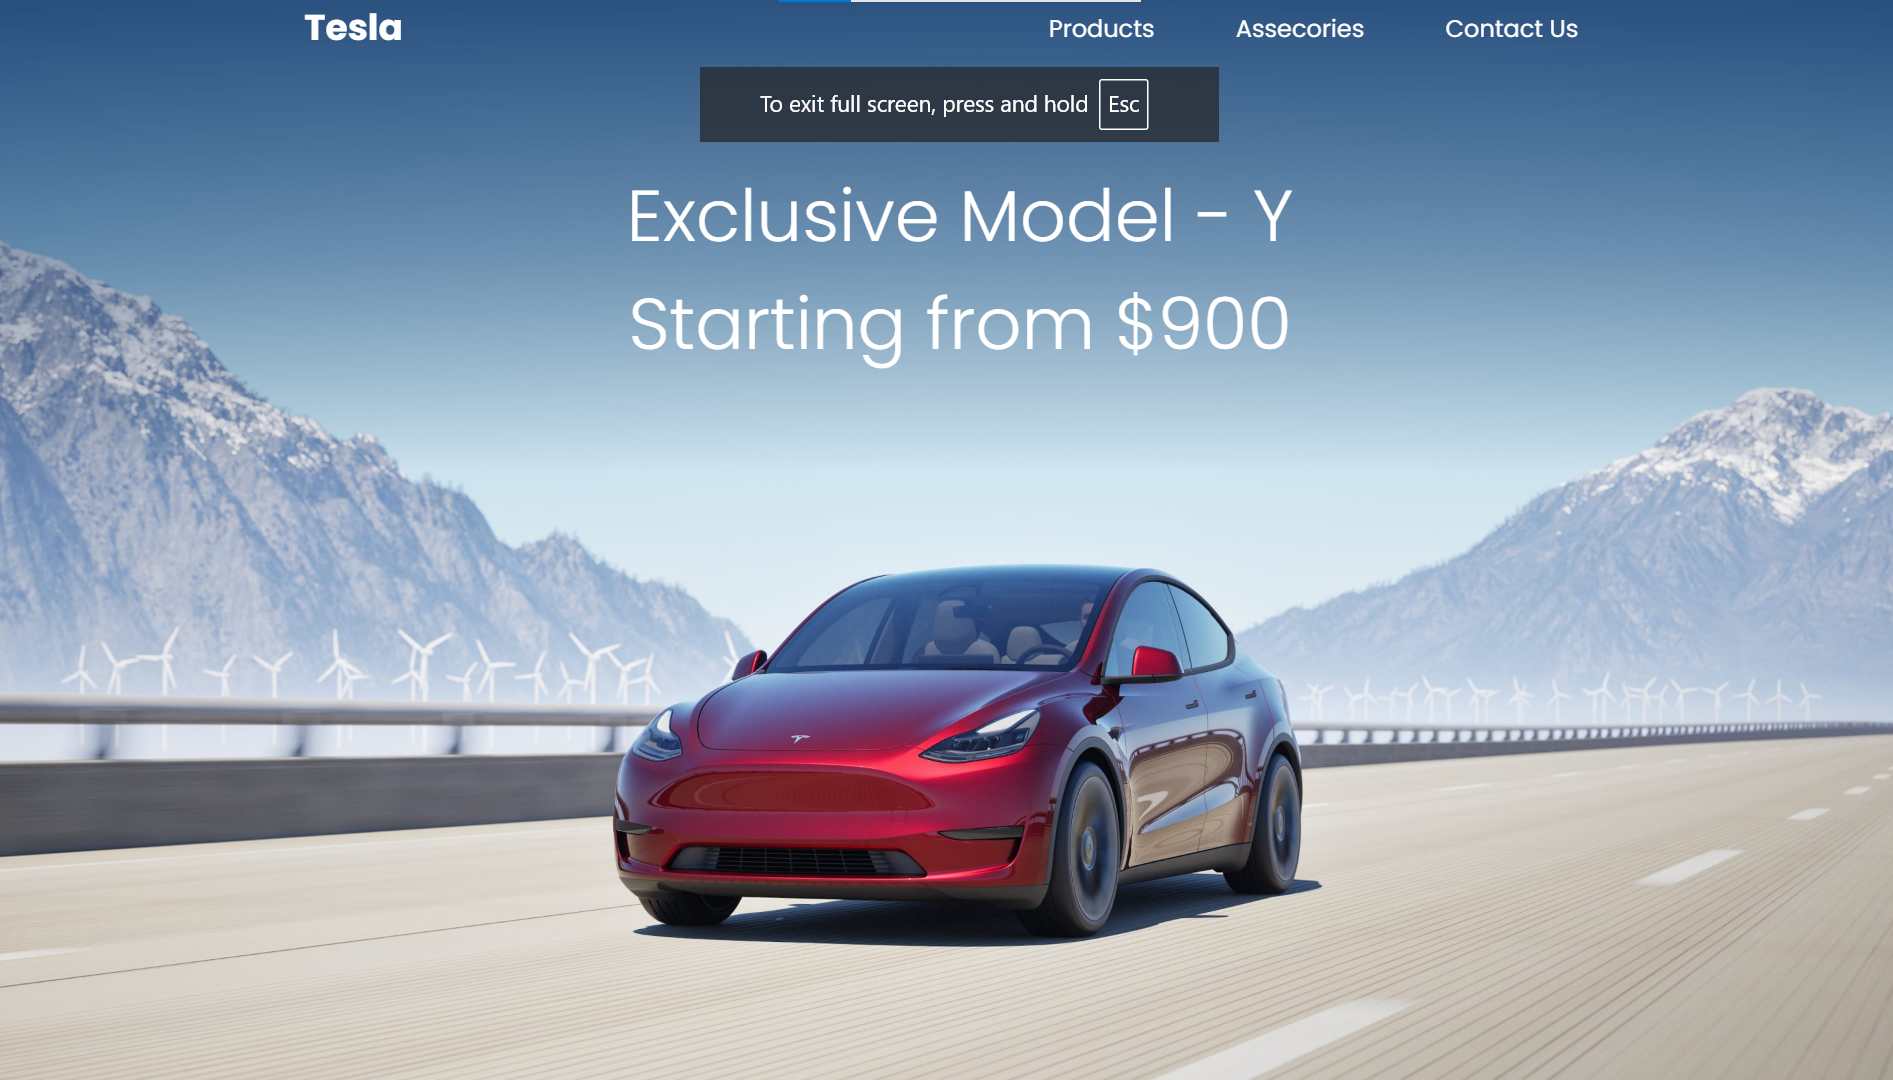 Tesla
Products
Assecories
Contact Us
To exit full screen, press and hold Esc
Exclusive Model - Y
Starting from $900